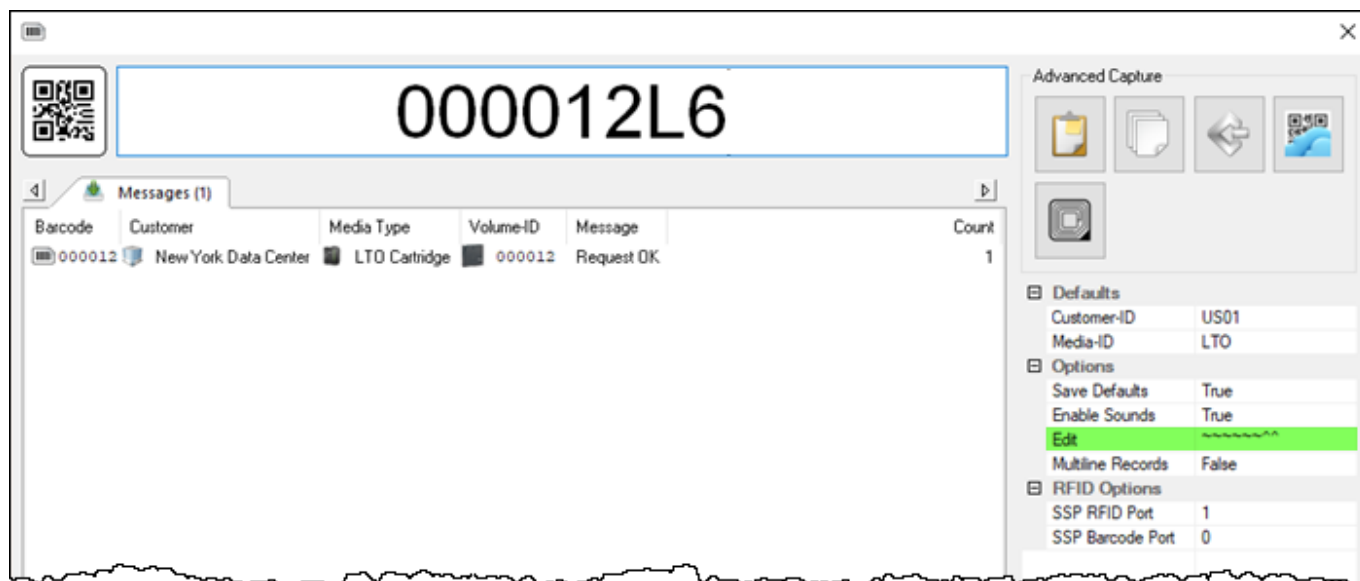 000012L6
Advanced Capture
Messages (1)
Barcode Customer Media Type Volume-ID Message Count
000012 New York Data Center LTO Cartridge 000012 Request OK 1
Defaults
Customer-ID US01
Media-ID LTO
Options
Save Defaults True
Enable Sounds True
Edit ~~~~~~^^
Multiline Records False
RFID Options
SSP RFID Port 1
SSP Barcode Port 0